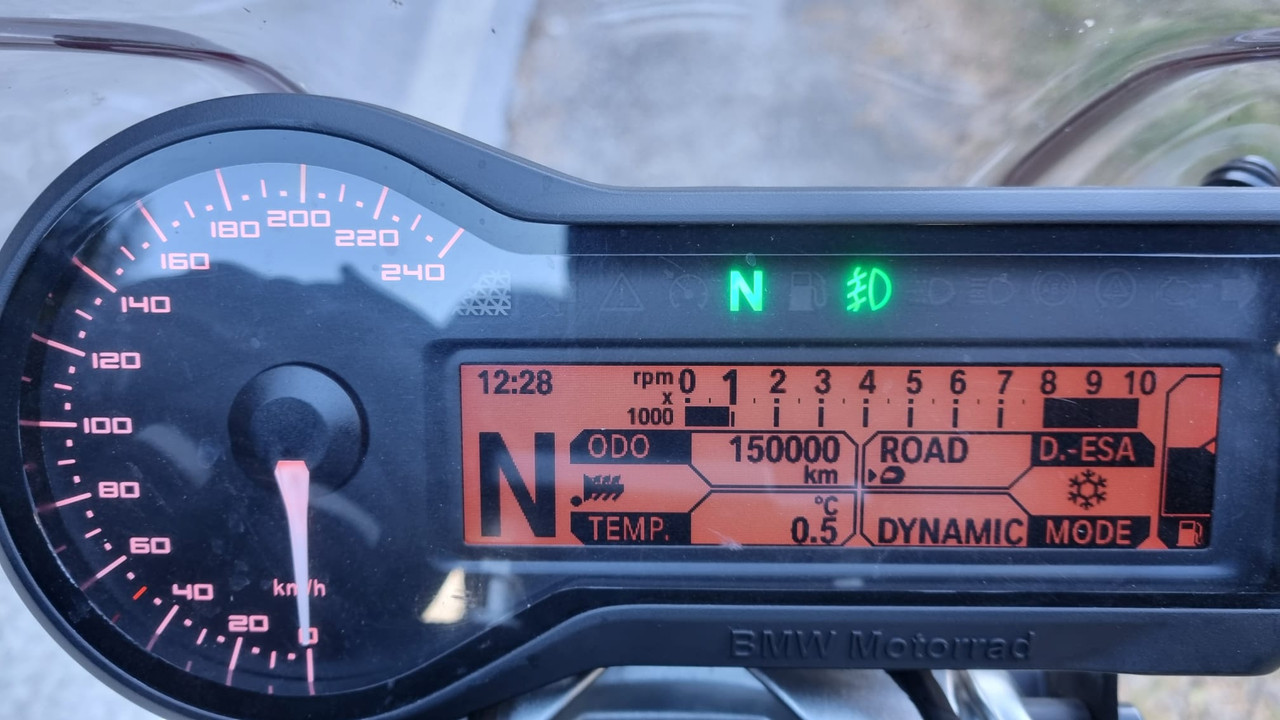 200
180
220
160
240
140
120
100
80
60
40
20
km/h
0
N
12:28
rpm 0 1 2 3 4 5 6 7 8 9 10
x
1000
N
ODO 150000 km
ROAD D.-ESA
TEMP. °C 0.5
DYNAMIC MODE
BMW Motorrad